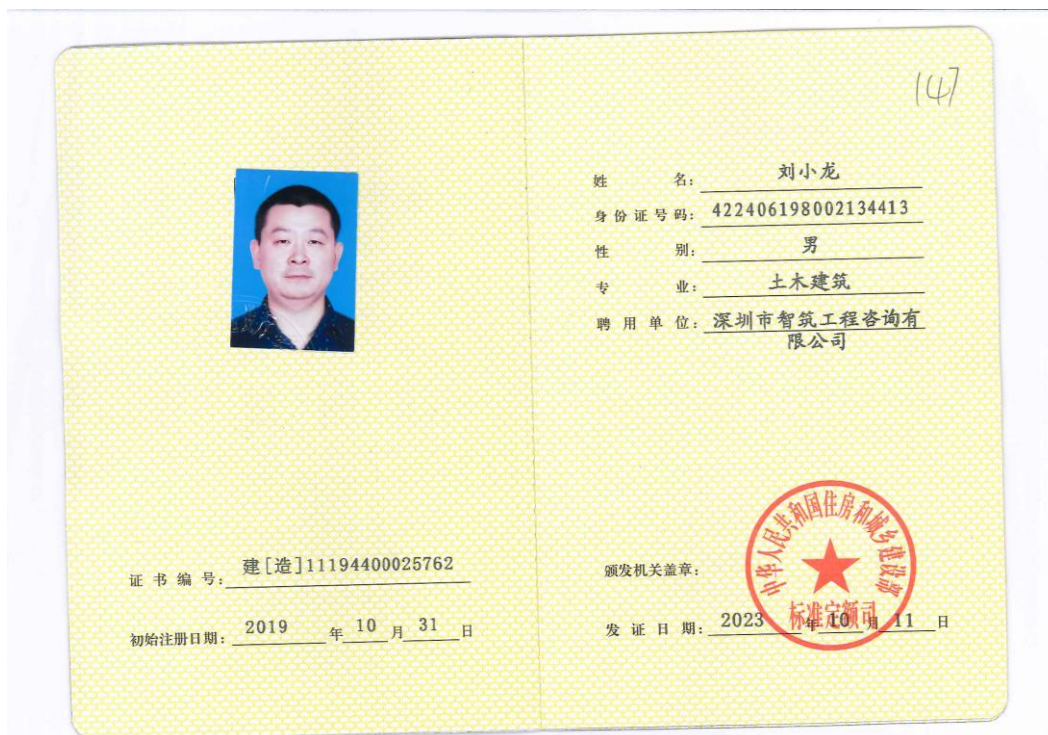 147
姓 名: 刘小龙
身份证号码: 422406198002134413
性 别: 男
专 业: 土木建筑
聘用单位: 深圳市智筑工程咨询有
限公司
证书编号: 建[造]11194400025762
初始注册日期: 2019 年 10 月 31 日
颁发机关盖章:
中华人民共和国住房和城乡建设部
标准定额司
发证日期: 2023 年 10 月 11 日